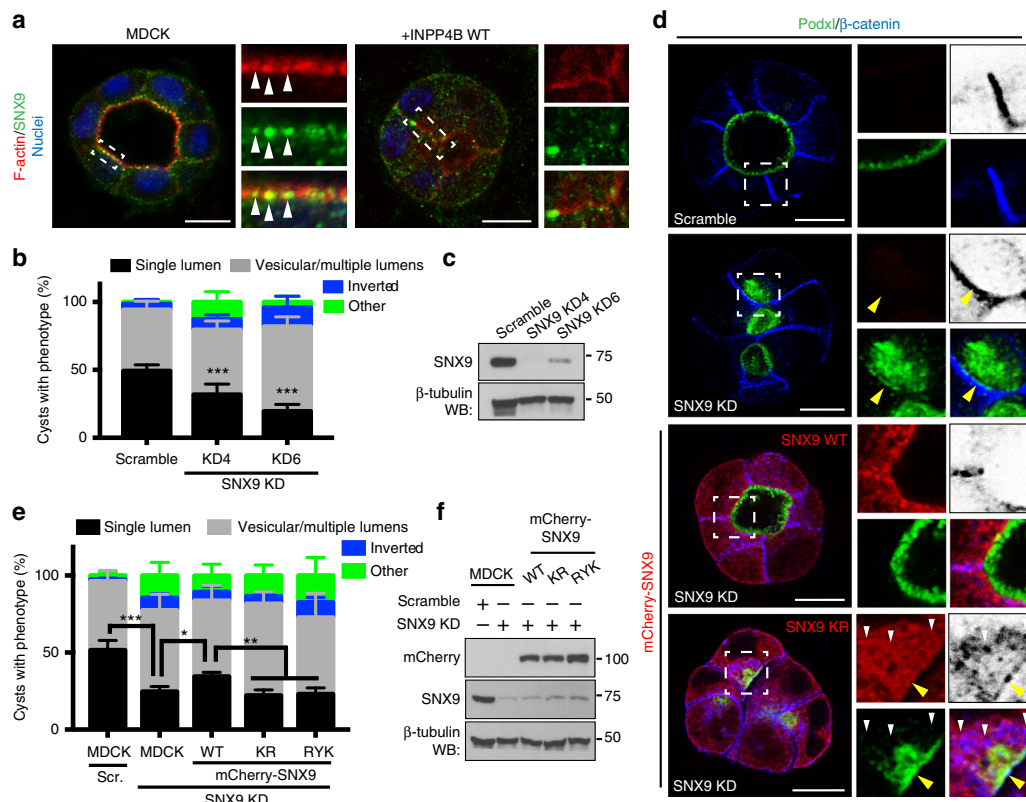 a
MDCK
+INPP4B WT
F-actin/SNX9
Nuclei
b
Single lumen
Vesicular/multiple lumens
Inverted
Other
Cysts with phenotype (%)
100
50
0
***
***
Scramble
KD4
KD6
SNX9 KD
c
Scramble
SNX9 KD4
SNX9 KD6
SNX9
75
β-tubulin
50
WB:
d
Podxl/β-catenin
Scramble
SNX9 KD
mCherry-SNX9
SNX9 WT
SNX9 KD
SNX9 KR
SNX9 KD
e
Single lumen
Vesicular/multiple lumens
Inverted
Other
Cysts with phenotype (%)
100
50
0
***
*
**
MDCK
MDCK
WT
KR
RYK
Scr.
mCherry-SNX9
SNX9 KD
f
mCherry-
SNX9
MDCK
WT
KR
RYK
Scramble + – – – –
SNX9 KD – + + + +
mCherry
100
SNX9
75
β-tubulin
50
WB: